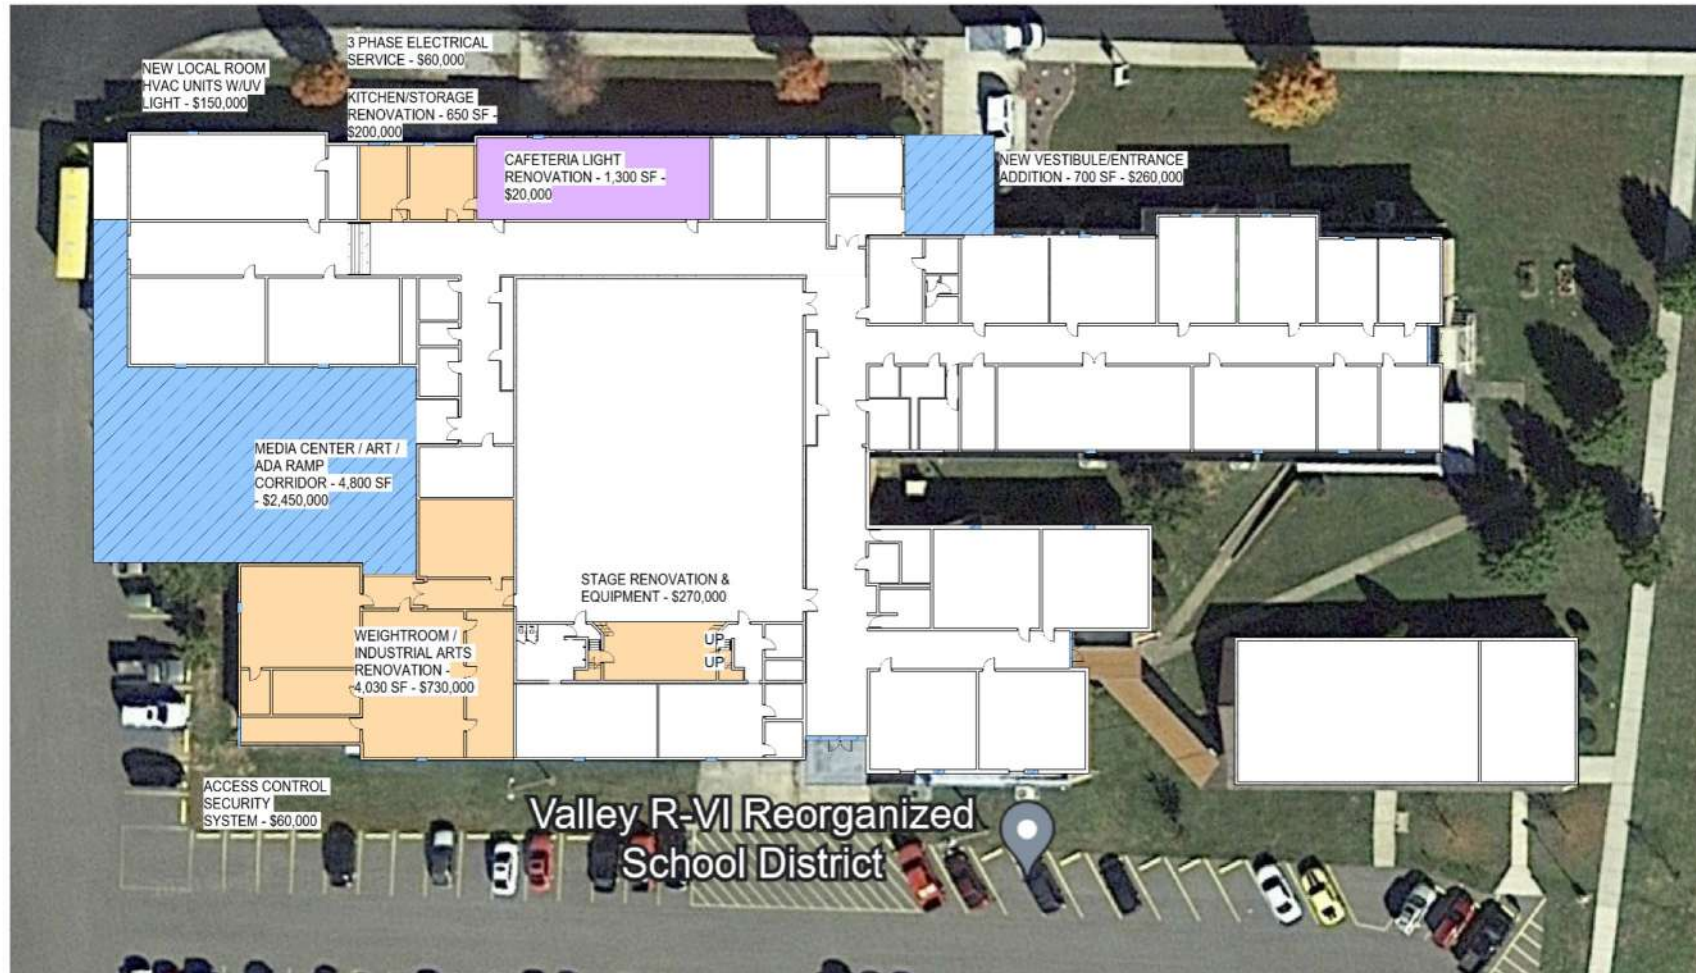 3 PHASE ELECTRICAL
SERVICE - $60,000
NEW LOCAL ROOM
HVAC UNITS W/UV
LIGHT - $150,000
KITCHEN/STORAGE
RENOVATION - 650 SF -
$200,000
CAFETERIA LIGHT
RENOVATION - 1,300 SF -
$20,000
NEW VESTIBULE/ENTRANCE
ADDITION - 700 SF - $260,000
MEDIA CENTER / ART /
ADA RAMP
CORRIDOR - 4,800 SF
- $2,450,000
STAGE RENOVATION &
EQUIPMENT - $270,000
UP
UP
WEIGHTROOM /
INDUSTRIAL ARTS
RENOVATION -
4,030 SF - $730,000
ACCESS CONTROL
SECURITY
SYSTEM - $60,000
Valley R-VI Reorganized
School District